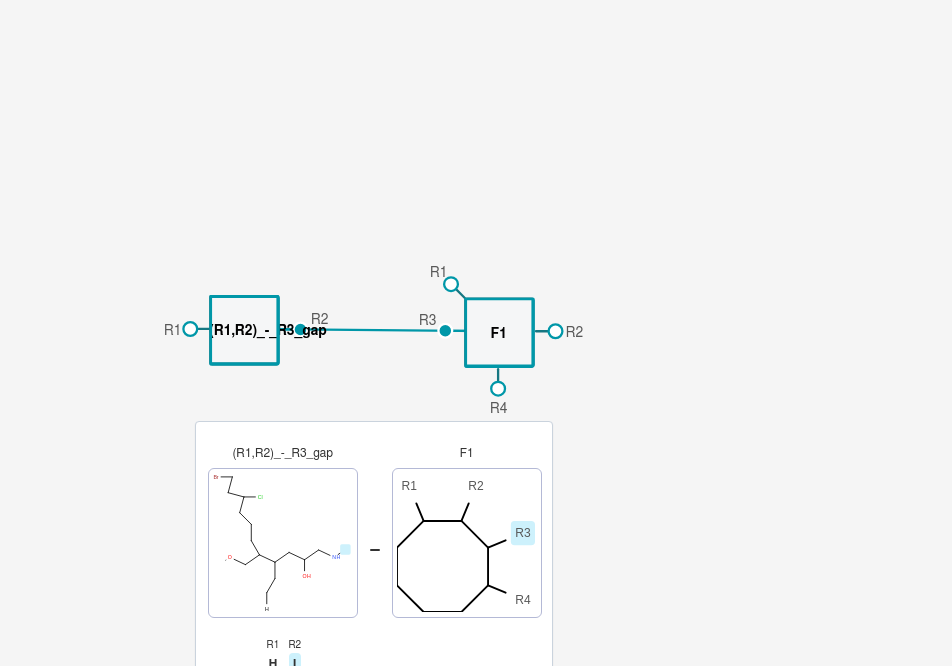 R1
R1 (R1,R2)_-_R3_gap R2 R3 F1 R2
R4
(R1,R2)_-_R3_gap F1
Br Cl O OH NH H
R1 R2
R3
R4
R1 R2
H